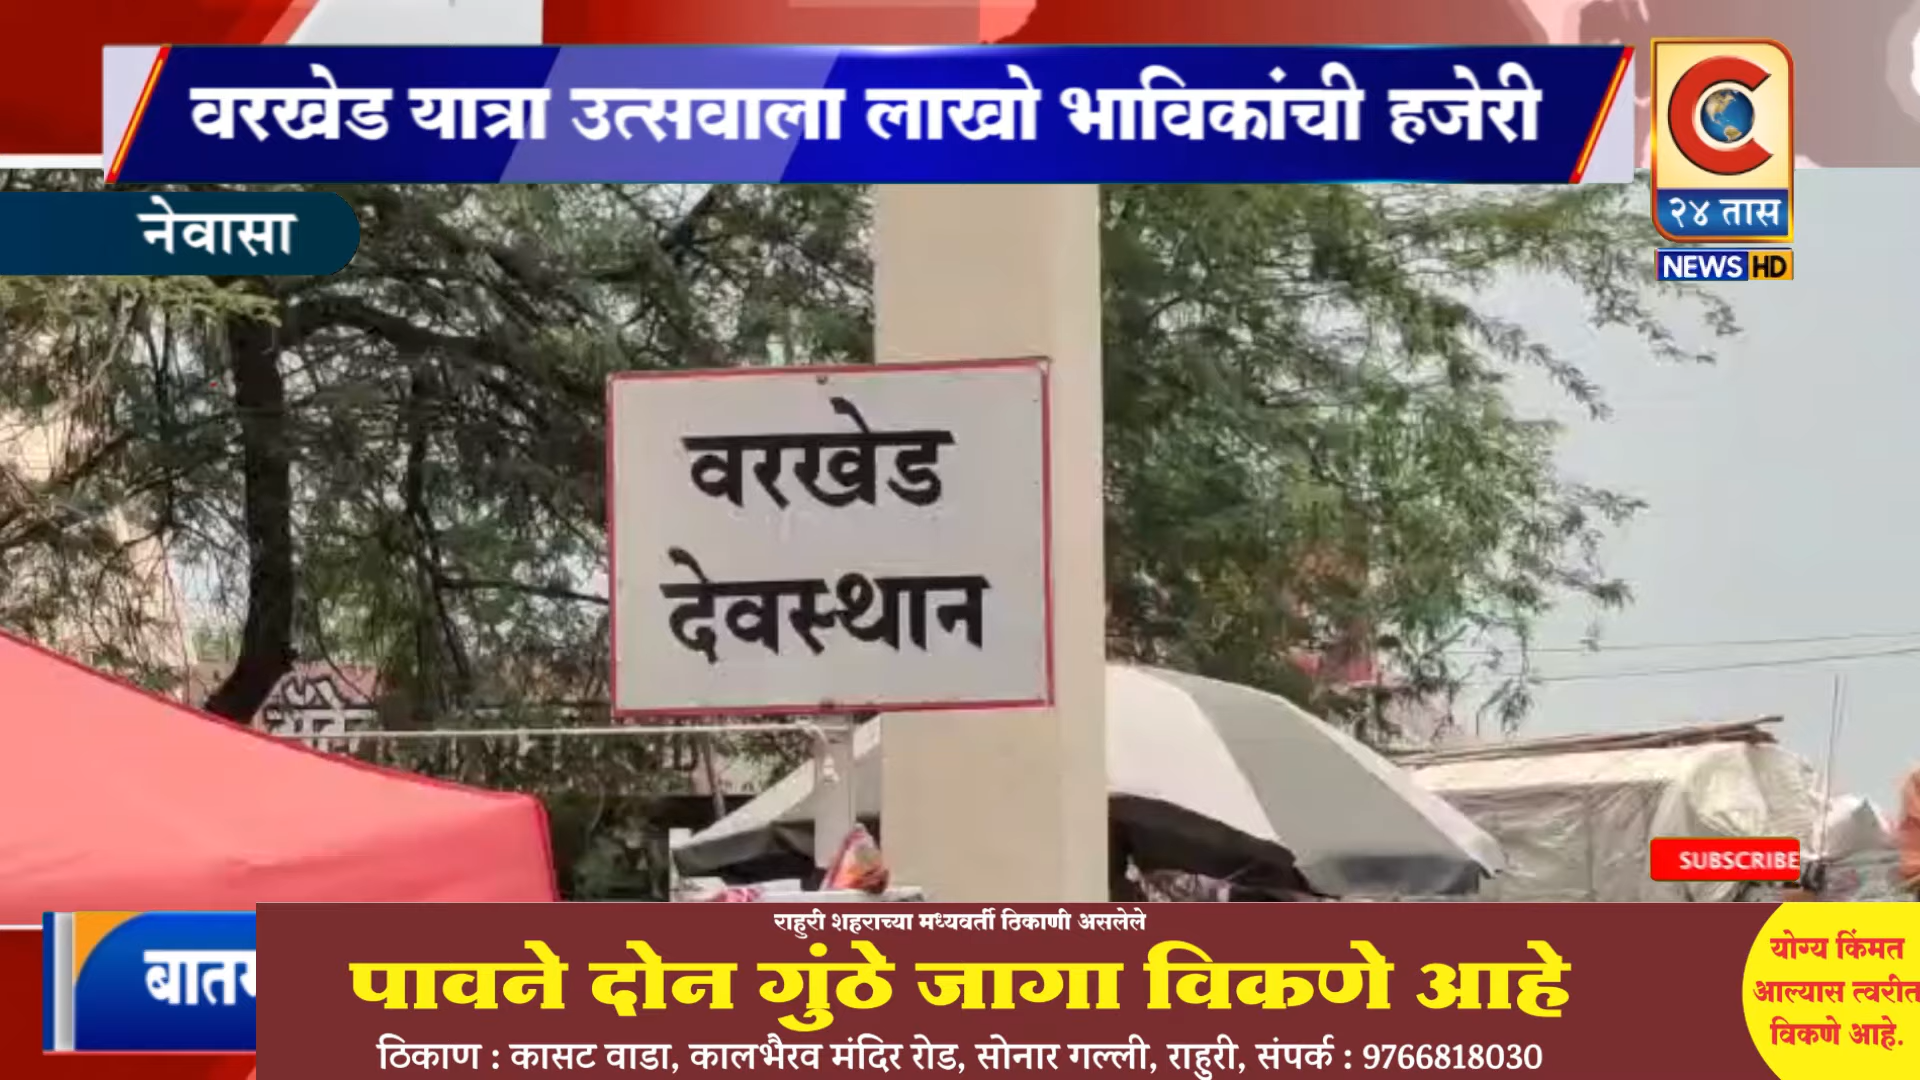 वरखेड यात्रा उत्सवाला लाखो भाविकांची हजेरी
C
२४ तास
NEWS HD
नेवासा
वरखेड
देवस्थान
SUBSCRIBE
राहुरी शहराच्या मध्यवर्ती ठिकाणी असलेले
पावने दोन गुंठे जागा विकणे आहे
ठिकाण : कासट वाडा, कालभैरव मंदिर रोड, सोनार गल्ली, राहुरी, संपर्क : 9766818030
योग्य किंमत
आल्यास त्वरीत
विकणे आहे.